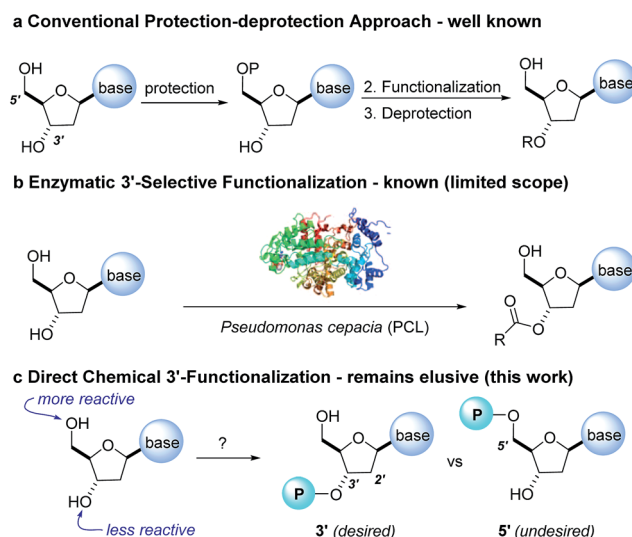 a Conventional Protection-deprotection Approach - well known
OH
5'
O
base
HO
3'
protection
OP
O
base
HO
2. Functionalization
3. Deprotection
OH
O
base
RO
b Enzymatic 3'-Selective Functionalization - known (limited scope)
OH
O
base
HO
Pseudomonas cepacia (PCL)
OH
O
base
O
O
R
c Direct Chemical 3'-Functionalization - remains elusive (this work)
more reactive
OH
O
base
HO
less reactive
?
OH
O
base
3'
2'
P
O
3' (desired)
vs
P
O
5'
O
base
HO
5' (undesired)